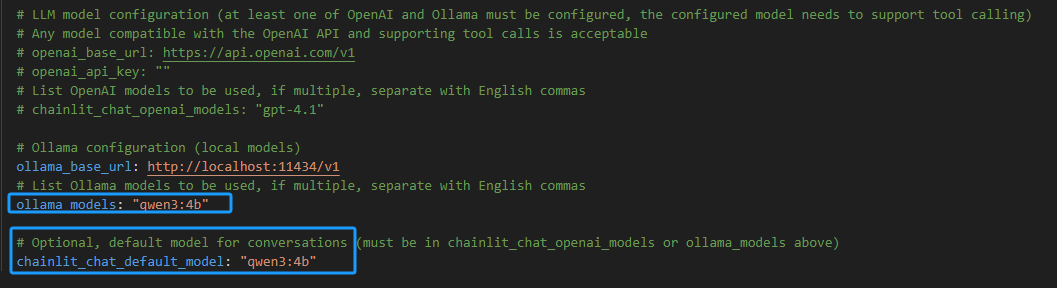 # LLM model configuration (at least one of OpenAI and Ollama must be configured, the configured model needs to support tool calling)
# Any model compatible with the OpenAI API and supporting tool calls is acceptable
# openai_base_url: https://api.openai.com/v1
# openai_api_key: ""
# List OpenAI models to be used, if multiple, separate with English commas
# chainlit_chat_openai_models: "gpt-4.1"
# Ollama configuration (local models)
ollama_base_url: http://localhost:11434/v1
# List Ollama models to be used, if multiple, separate with English commas
ollama_models: "qwen3:4b"
# Optional, default model for conversations (must be in chainlit_chat_openai_models or ollama_models above)
chainlit_chat_default_model: "qwen3:4b"